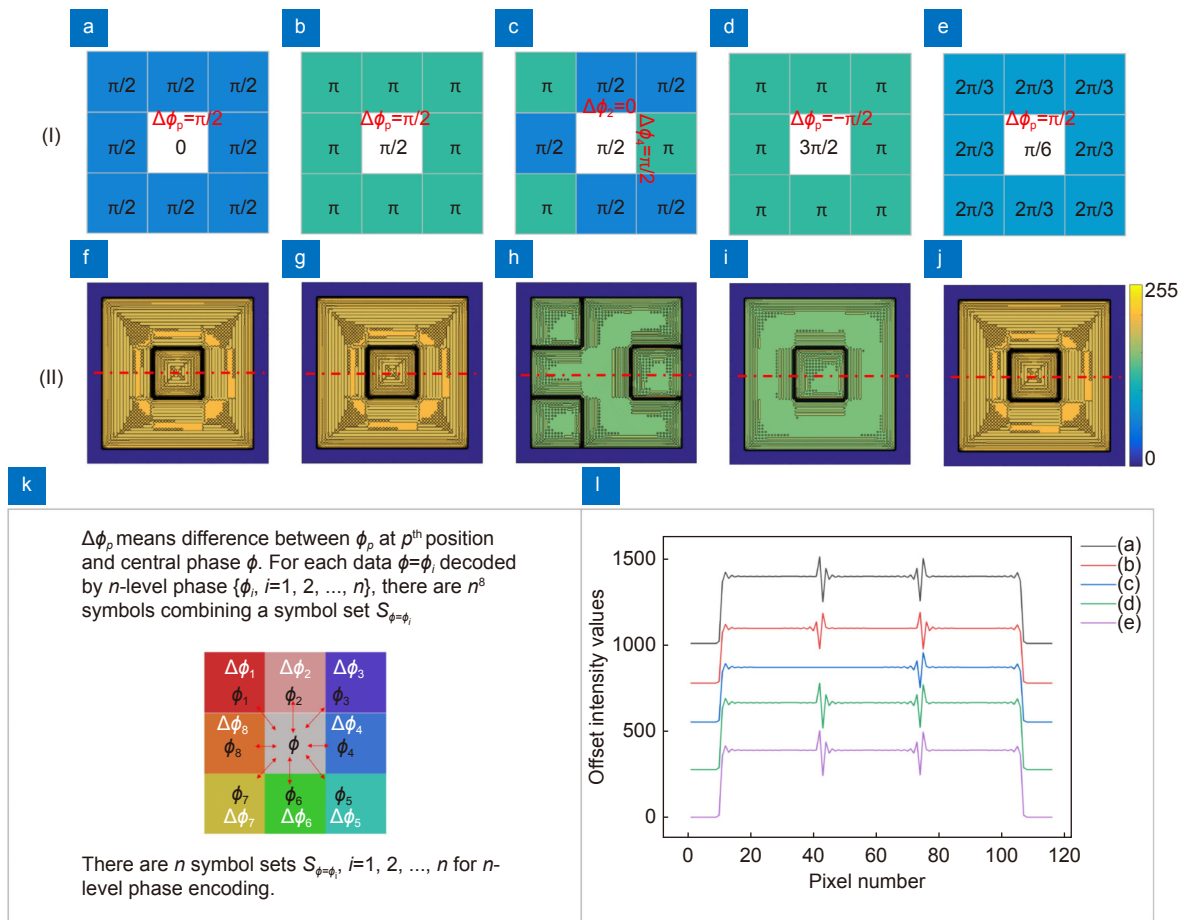 a
b
c
d
e
(I)
π/2 π/2 π/2
Δϕp=π/2
π/2 0 π/2
π/2 π/2 π/2
π π π
Δϕp=π/2
π π/2 π
π π π
π π/2 π/2
Δϕ2=0
Δϕ4=π/2
π/2 π/2 π
π π/2 π/2
π π π
Δϕp=−π/2
π 3π/2 π
π π π
2π/3 2π/3 2π/3
Δϕp=π/2
2π/3 π/6 2π/3
2π/3 2π/3 2π/3
f
g
h
i
j
(II)
255
0
k
Δϕp means difference between ϕp at pth position
and central phase ϕ. For each data ϕ=ϕi decoded
by n-level phase {ϕi, i=1, 2, ..., n}, there are n⁸
symbols combining a symbol set Sϕ=ϕi
Δϕ1 Δϕ2 Δϕ3
ϕ1 ϕ2 ϕ3
Δϕ8 Δϕ4
ϕ8 ϕ ϕ4
ϕ7 ϕ6 ϕ5
Δϕ7 Δϕ6 Δϕ5
There are n symbol sets Sϕ=ϕi, i=1, 2, ..., n for n-
level phase encoding.
l
1500
1000
500
0
Offset intensity values
0 20 40 60 80 100 120
Pixel number
(a)
(b)
(c)
(d)
(e)